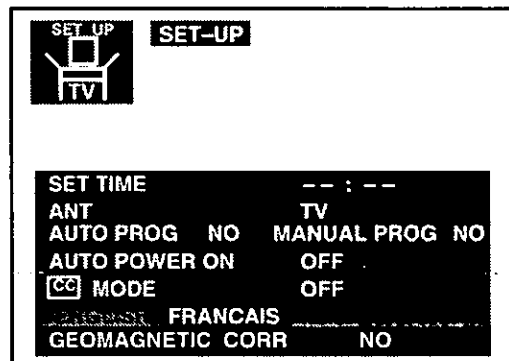 SET UP
TV
SET-UP
SET TIME -- : --
ANT TV
AUTO PROG NO MANUAL PROG NO
AUTO POWER ON OFF
CC MODE OFF
FRANCAIS
GEOMAGNETIC CORR NO